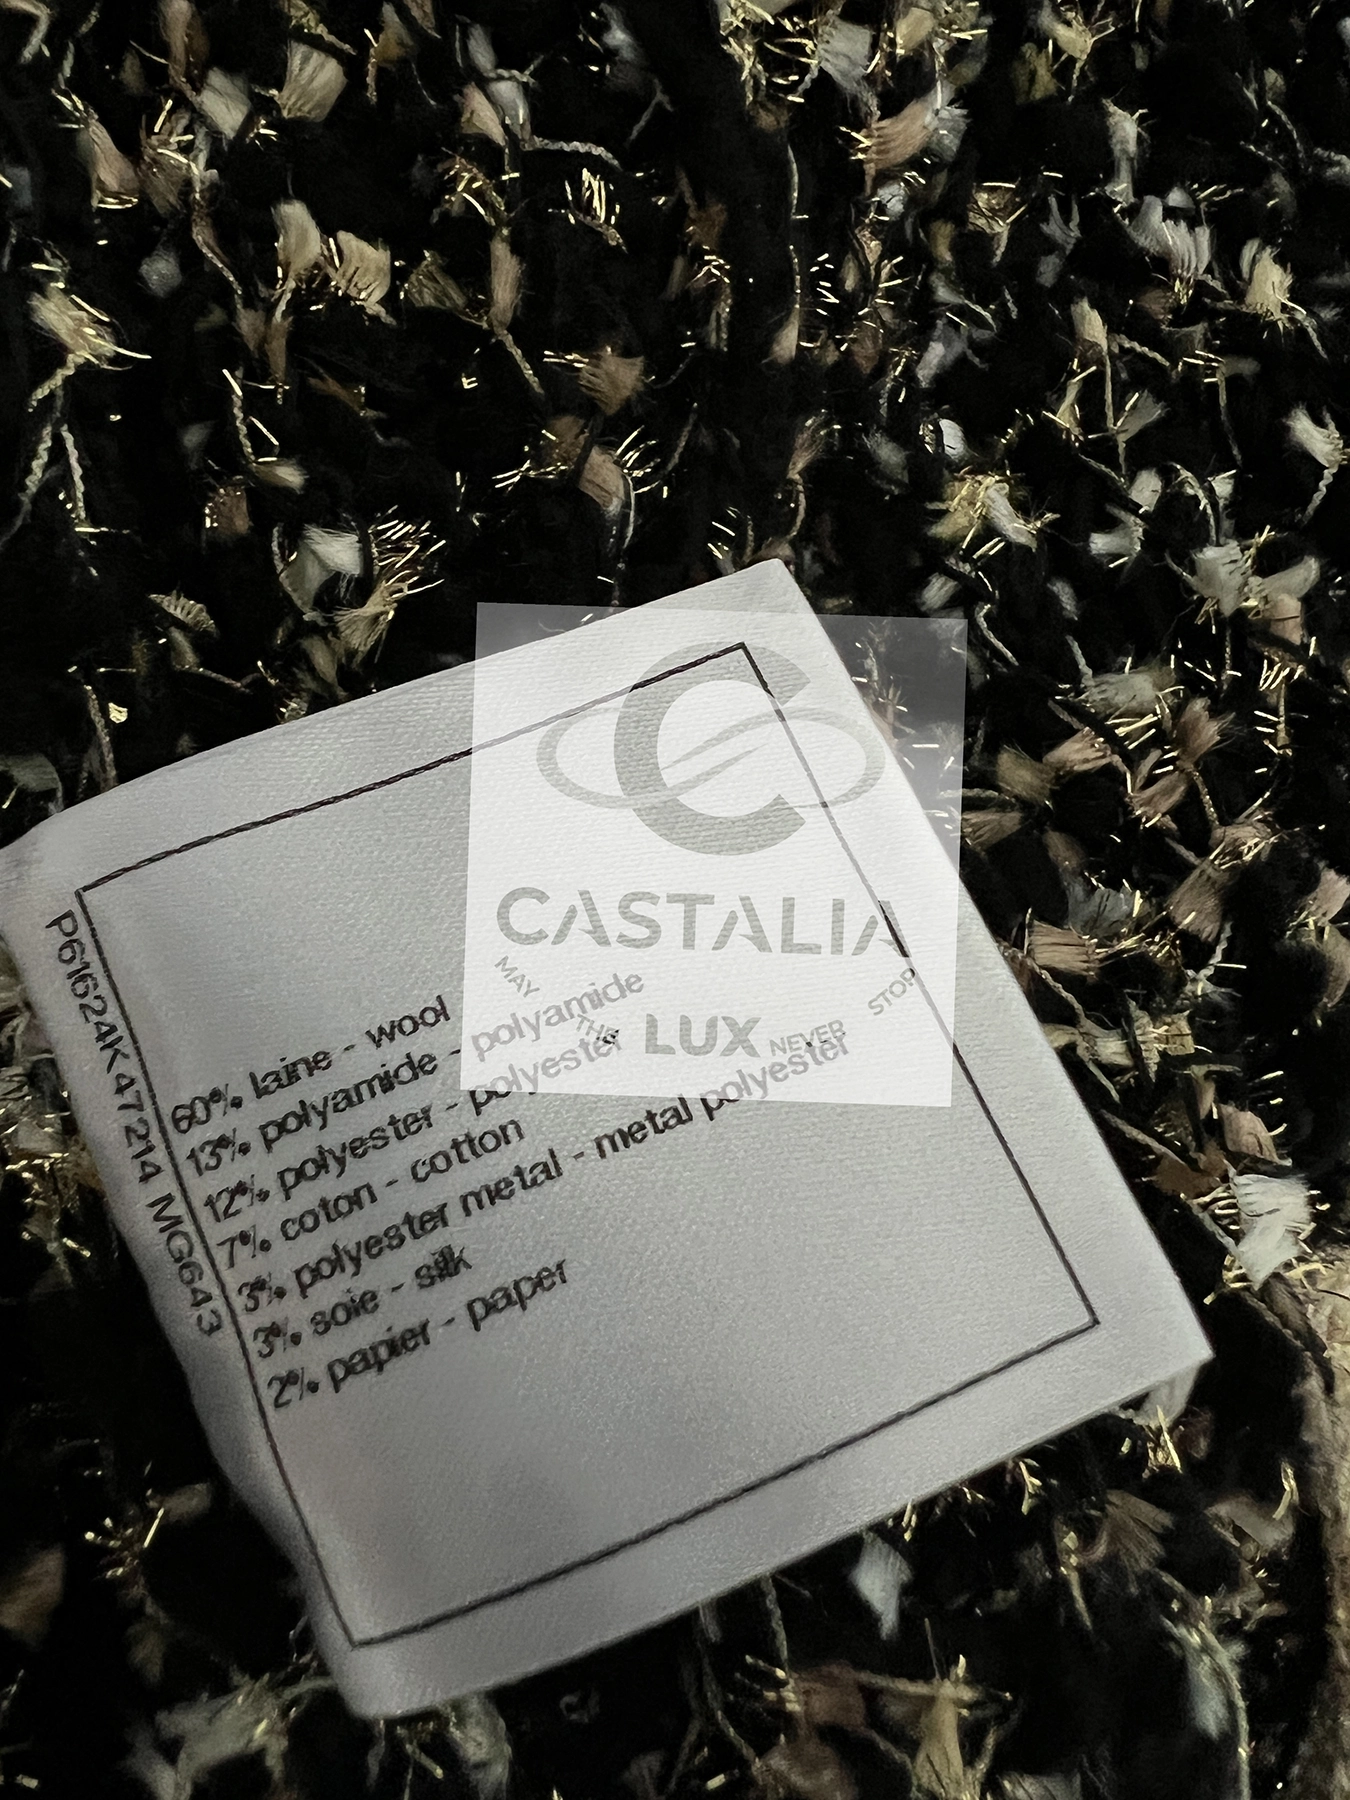 P61624K47214 MG643
60% laine - wool
13% polyamide - polyamide
12% polyester - polyester
7% coton - cotton
3% polyester metal - metal polyester
3% soie - silk
2% papier - paper
C
CASTALIA
MAY THE LUX NEVER STOP